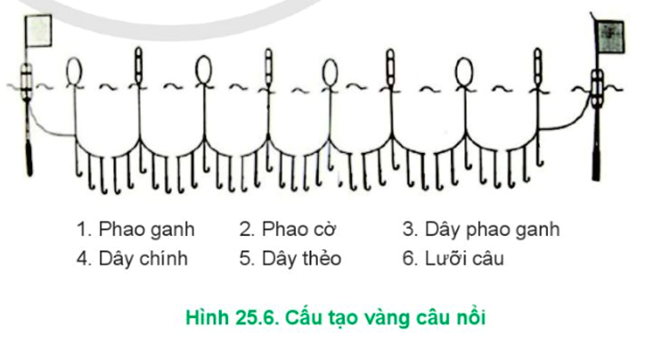 1. Phao ganh 2. Phao cờ 3. Dây phao ganh
4. Dây chính 5. Dây thẻo 6. Lưỡi câu
Hình 25.6. Cấu tạo vàng câu nổi